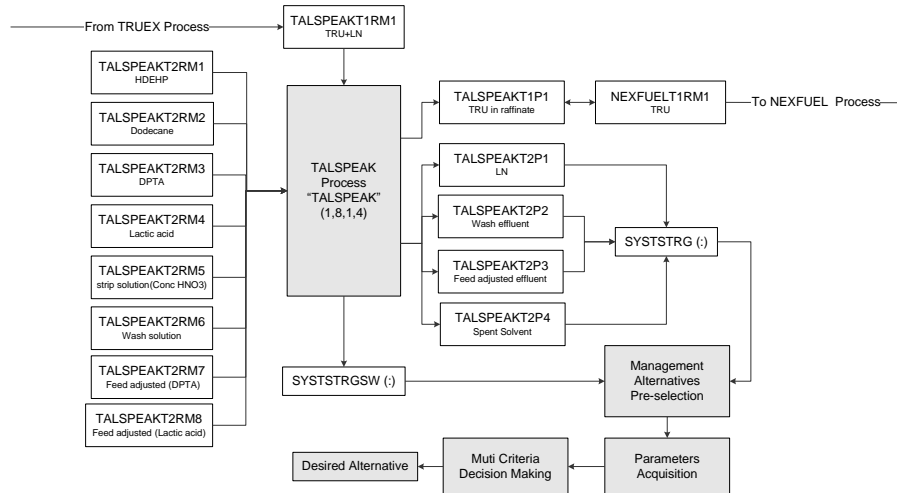 From TRUEX Process
TALSPEAKT1RM1
TRU+LN
TALSPEAKT2RM1
HDEHP
TALSPEAKT2RM2
Dodecane
TALSPEAKT2RM3
DPTA
TALSPEAKT2RM4
Lactic acid
TALSPEAKT2RM5
strip solution(Conc HNO3)
TALSPEAKT2RM6
Wash solution
TALSPEAKT2RM7
Feed adjusted (DPTA)
TALSPEAKT2RM8
Feed adjusted (Lactic acid)
TALSPEAK
Process
“TALSPEAK”
(1,8,1,4)
TALSPEAKT1P1
TRU in raffinate
NEXFUELT1RM1
TRU
To NEXFUEL Process
TALSPEAKT2P1
LN
TALSPEAKT2P2
Wash effluent
TALSPEAKT2P3
Feed adjusted effluent
TALSPEAKT2P4
Spent Solvent
SYSTSTRG (:)
SYSTSTRGSW (:)
Management
Alternatives
Pre-selection
Parameters
Acquisition
Muti Criteria
Decision Making
Desired Alternative